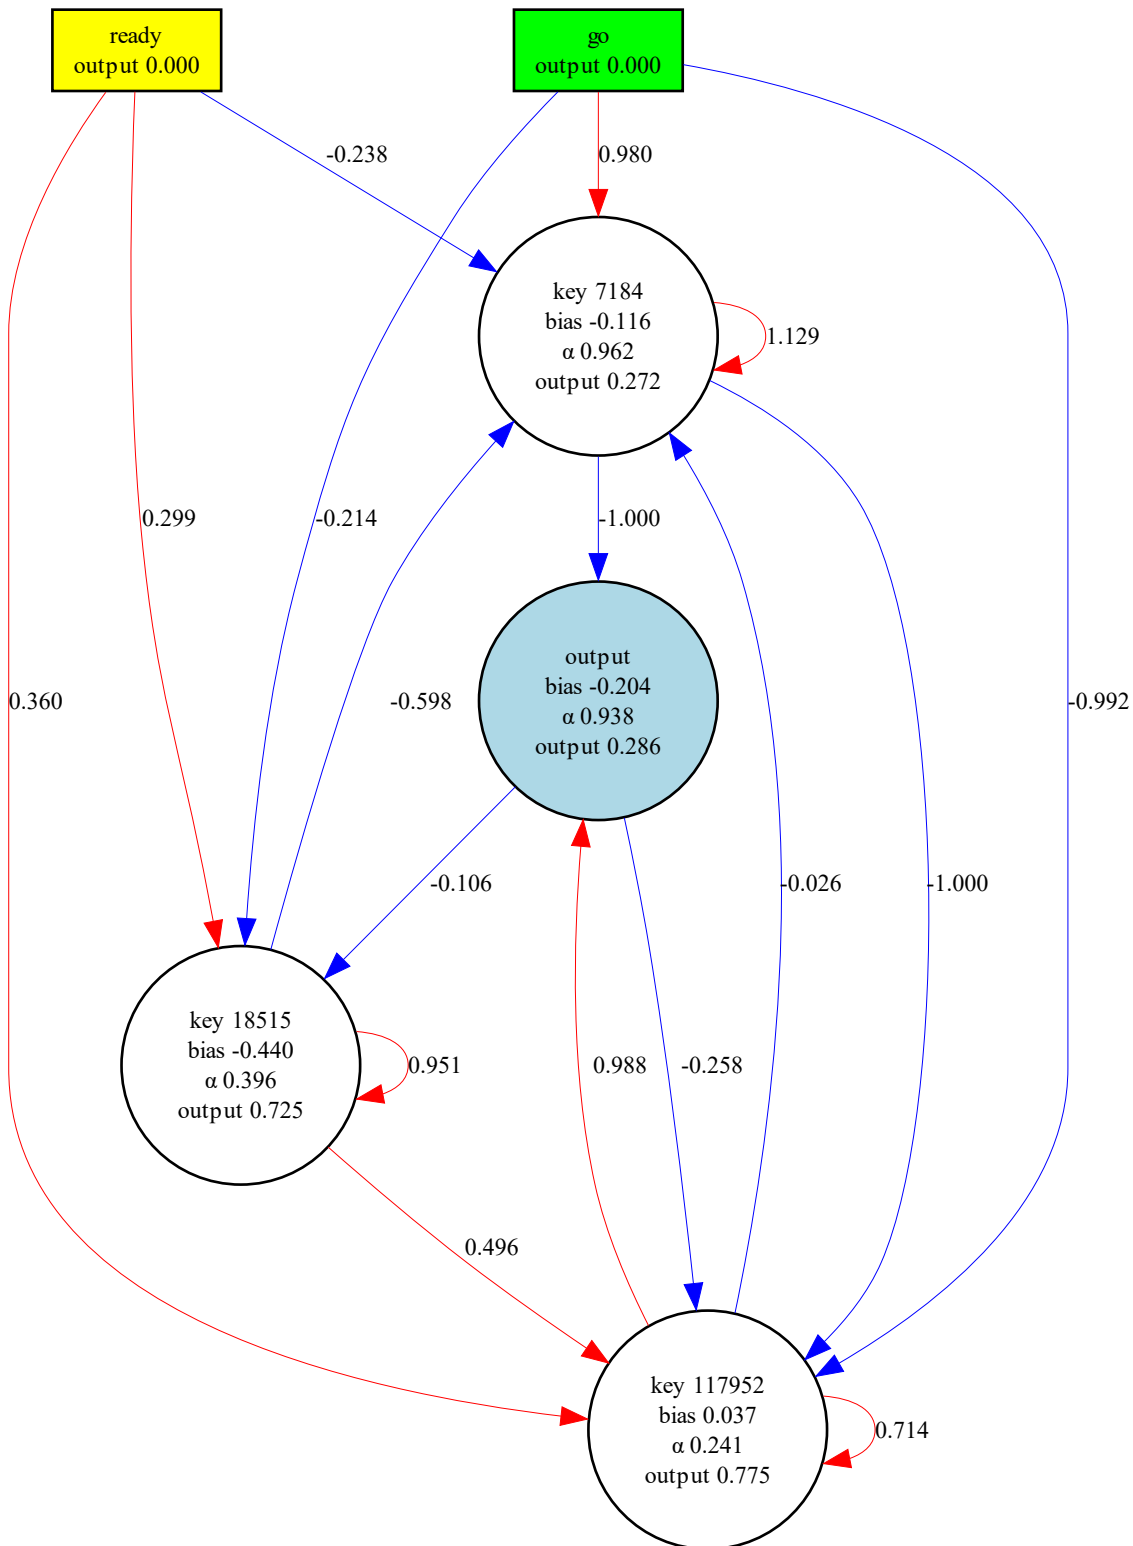 ready
output 0.000
go
output 0.000
-0.238
0.980
key 7184
bias -0.116
α 0.962
output 0.272
1.129
0.299
-0.214
-1.000
output
bias -0.204
α 0.938
output 0.286
0.360
-0.598
-0.992
-0.106
-0.026
-1.000
key 18515
bias -0.440
α 0.396
output 0.725
0.951
0.988
-0.258
0.496
key 117952
bias 0.037
α 0.241
output 0.775
0.714